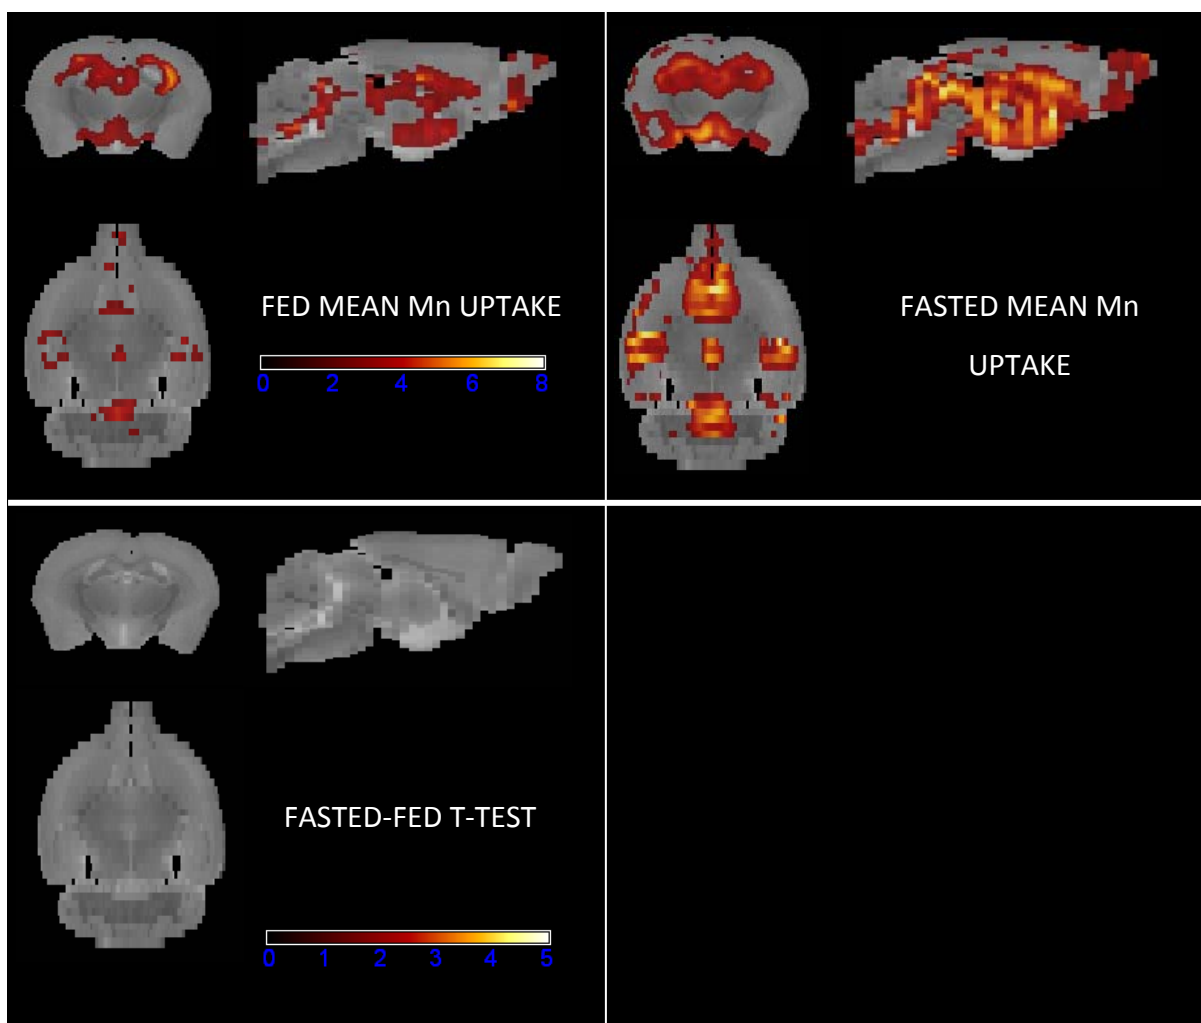 FED MEAN Mn UPTAKE
0 2 4 6 8
FASTED MEAN Mn
UPTAKE
FASTED-FED T-TEST
0 1 2 3 4 5